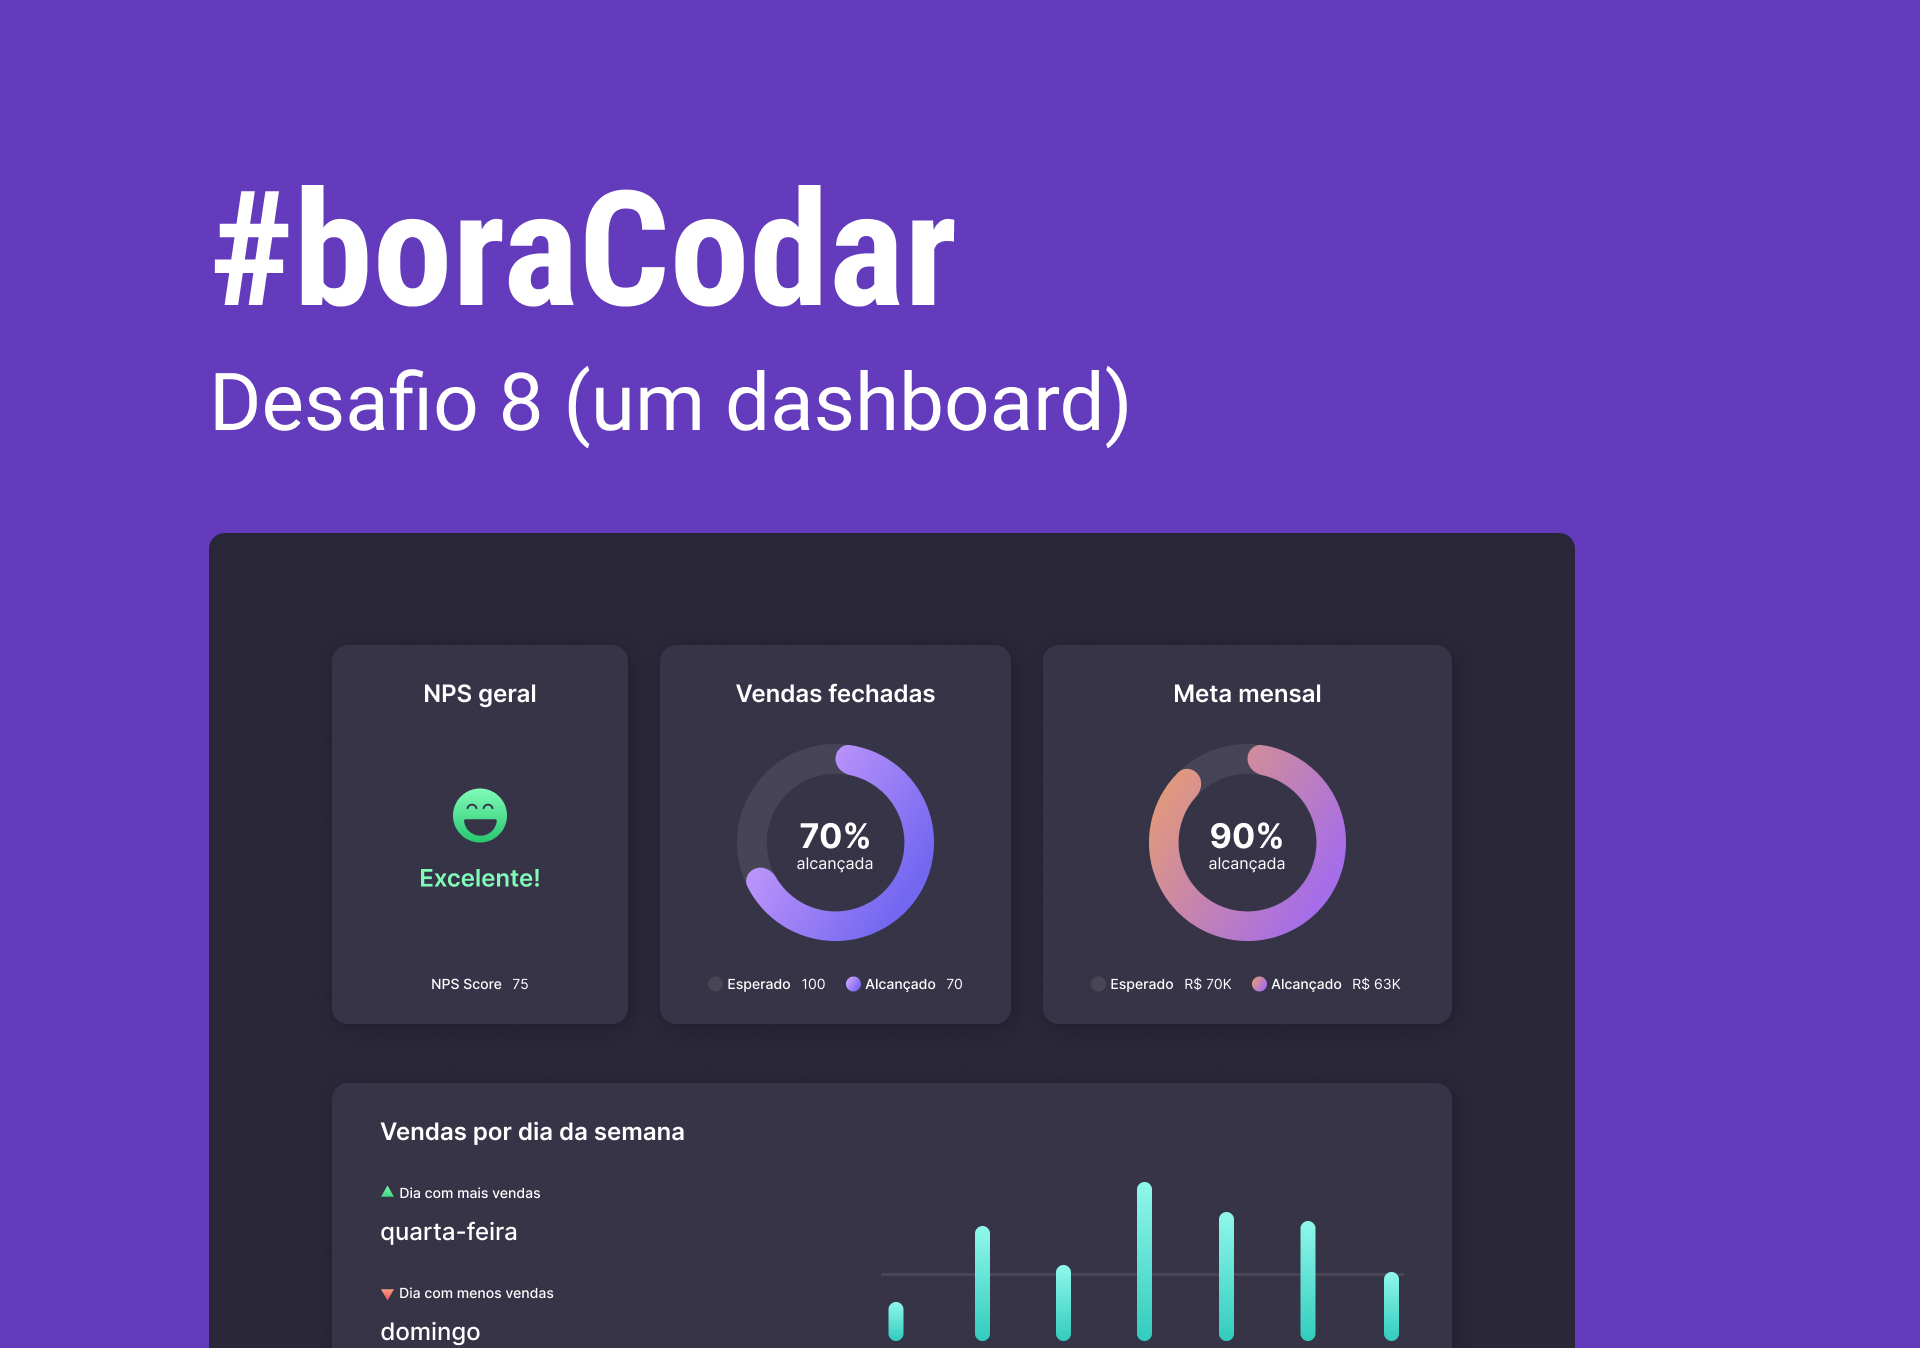 #boraCodar
Desafio 8 (um dashboard)
NPS geral
Excelente!
NPS Score 75
Vendas fechadas
70%
alcançada
Esperado 100 Alcançado 70
Meta mensal
90%
alcançada
Esperado R$ 70K Alcançado R$ 63K
Vendas por dia da semana
Dia com mais vendas
quarta-feira
Dia com menos vendas
domingo